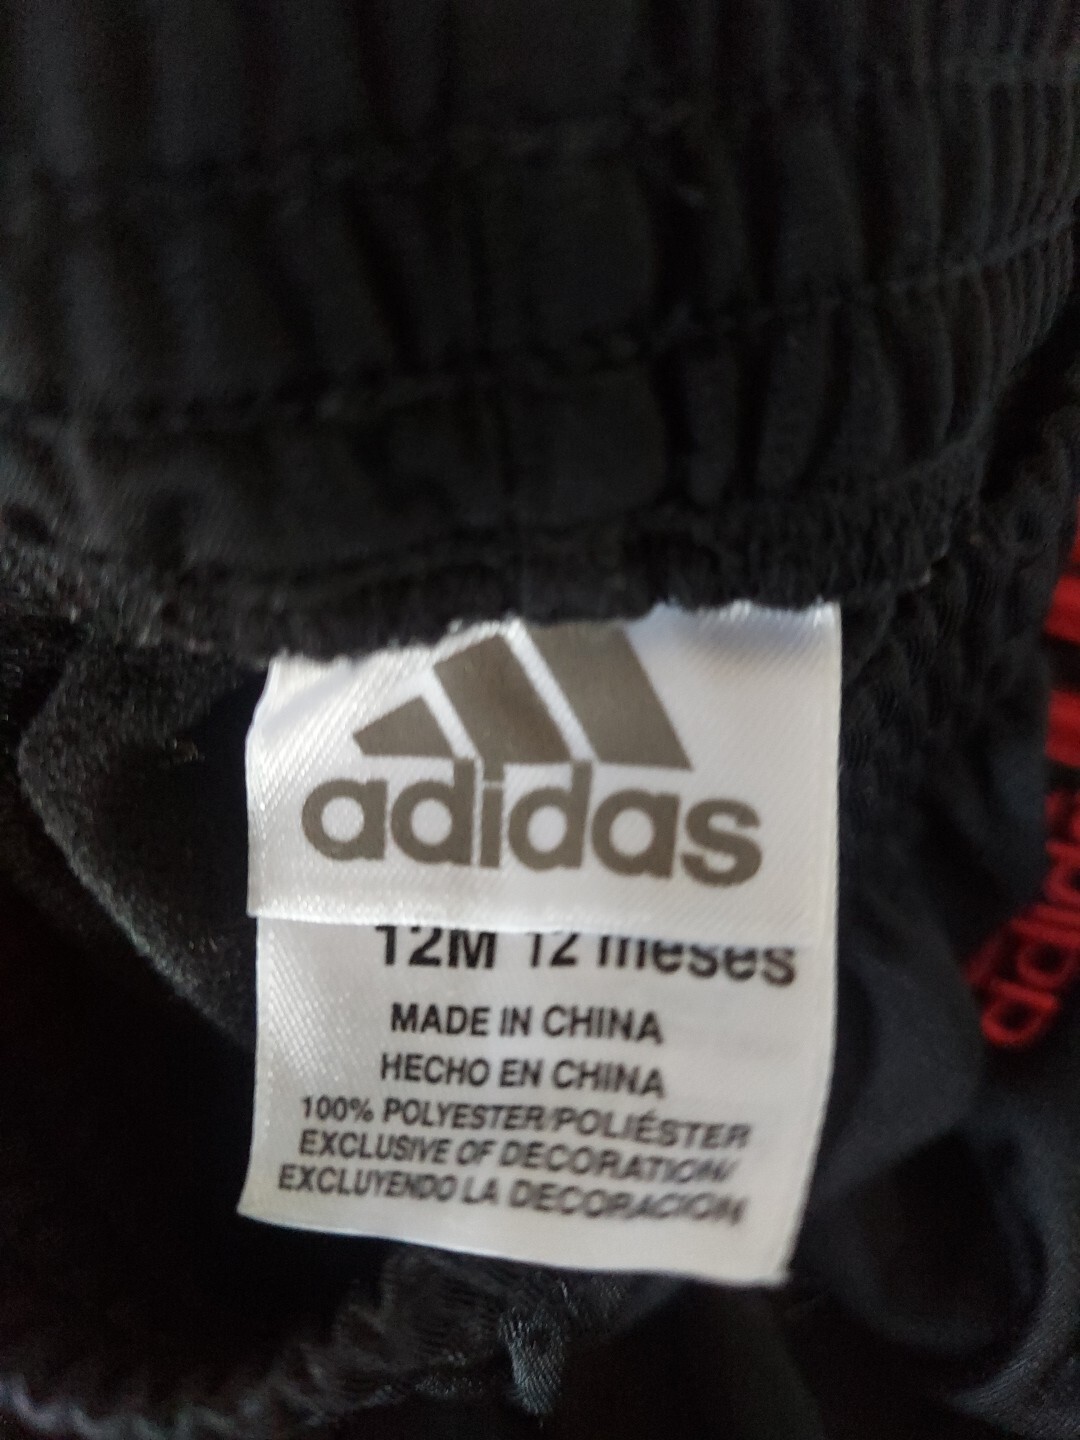 adidas
12M 12 meses
MADE IN CHINA
HECHO EN CHINA
100% POLYESTER/POLIÉSTER
EXCLUSIVE OF DECORATION/
EXCLUYENDO LA DECORACION
adidas